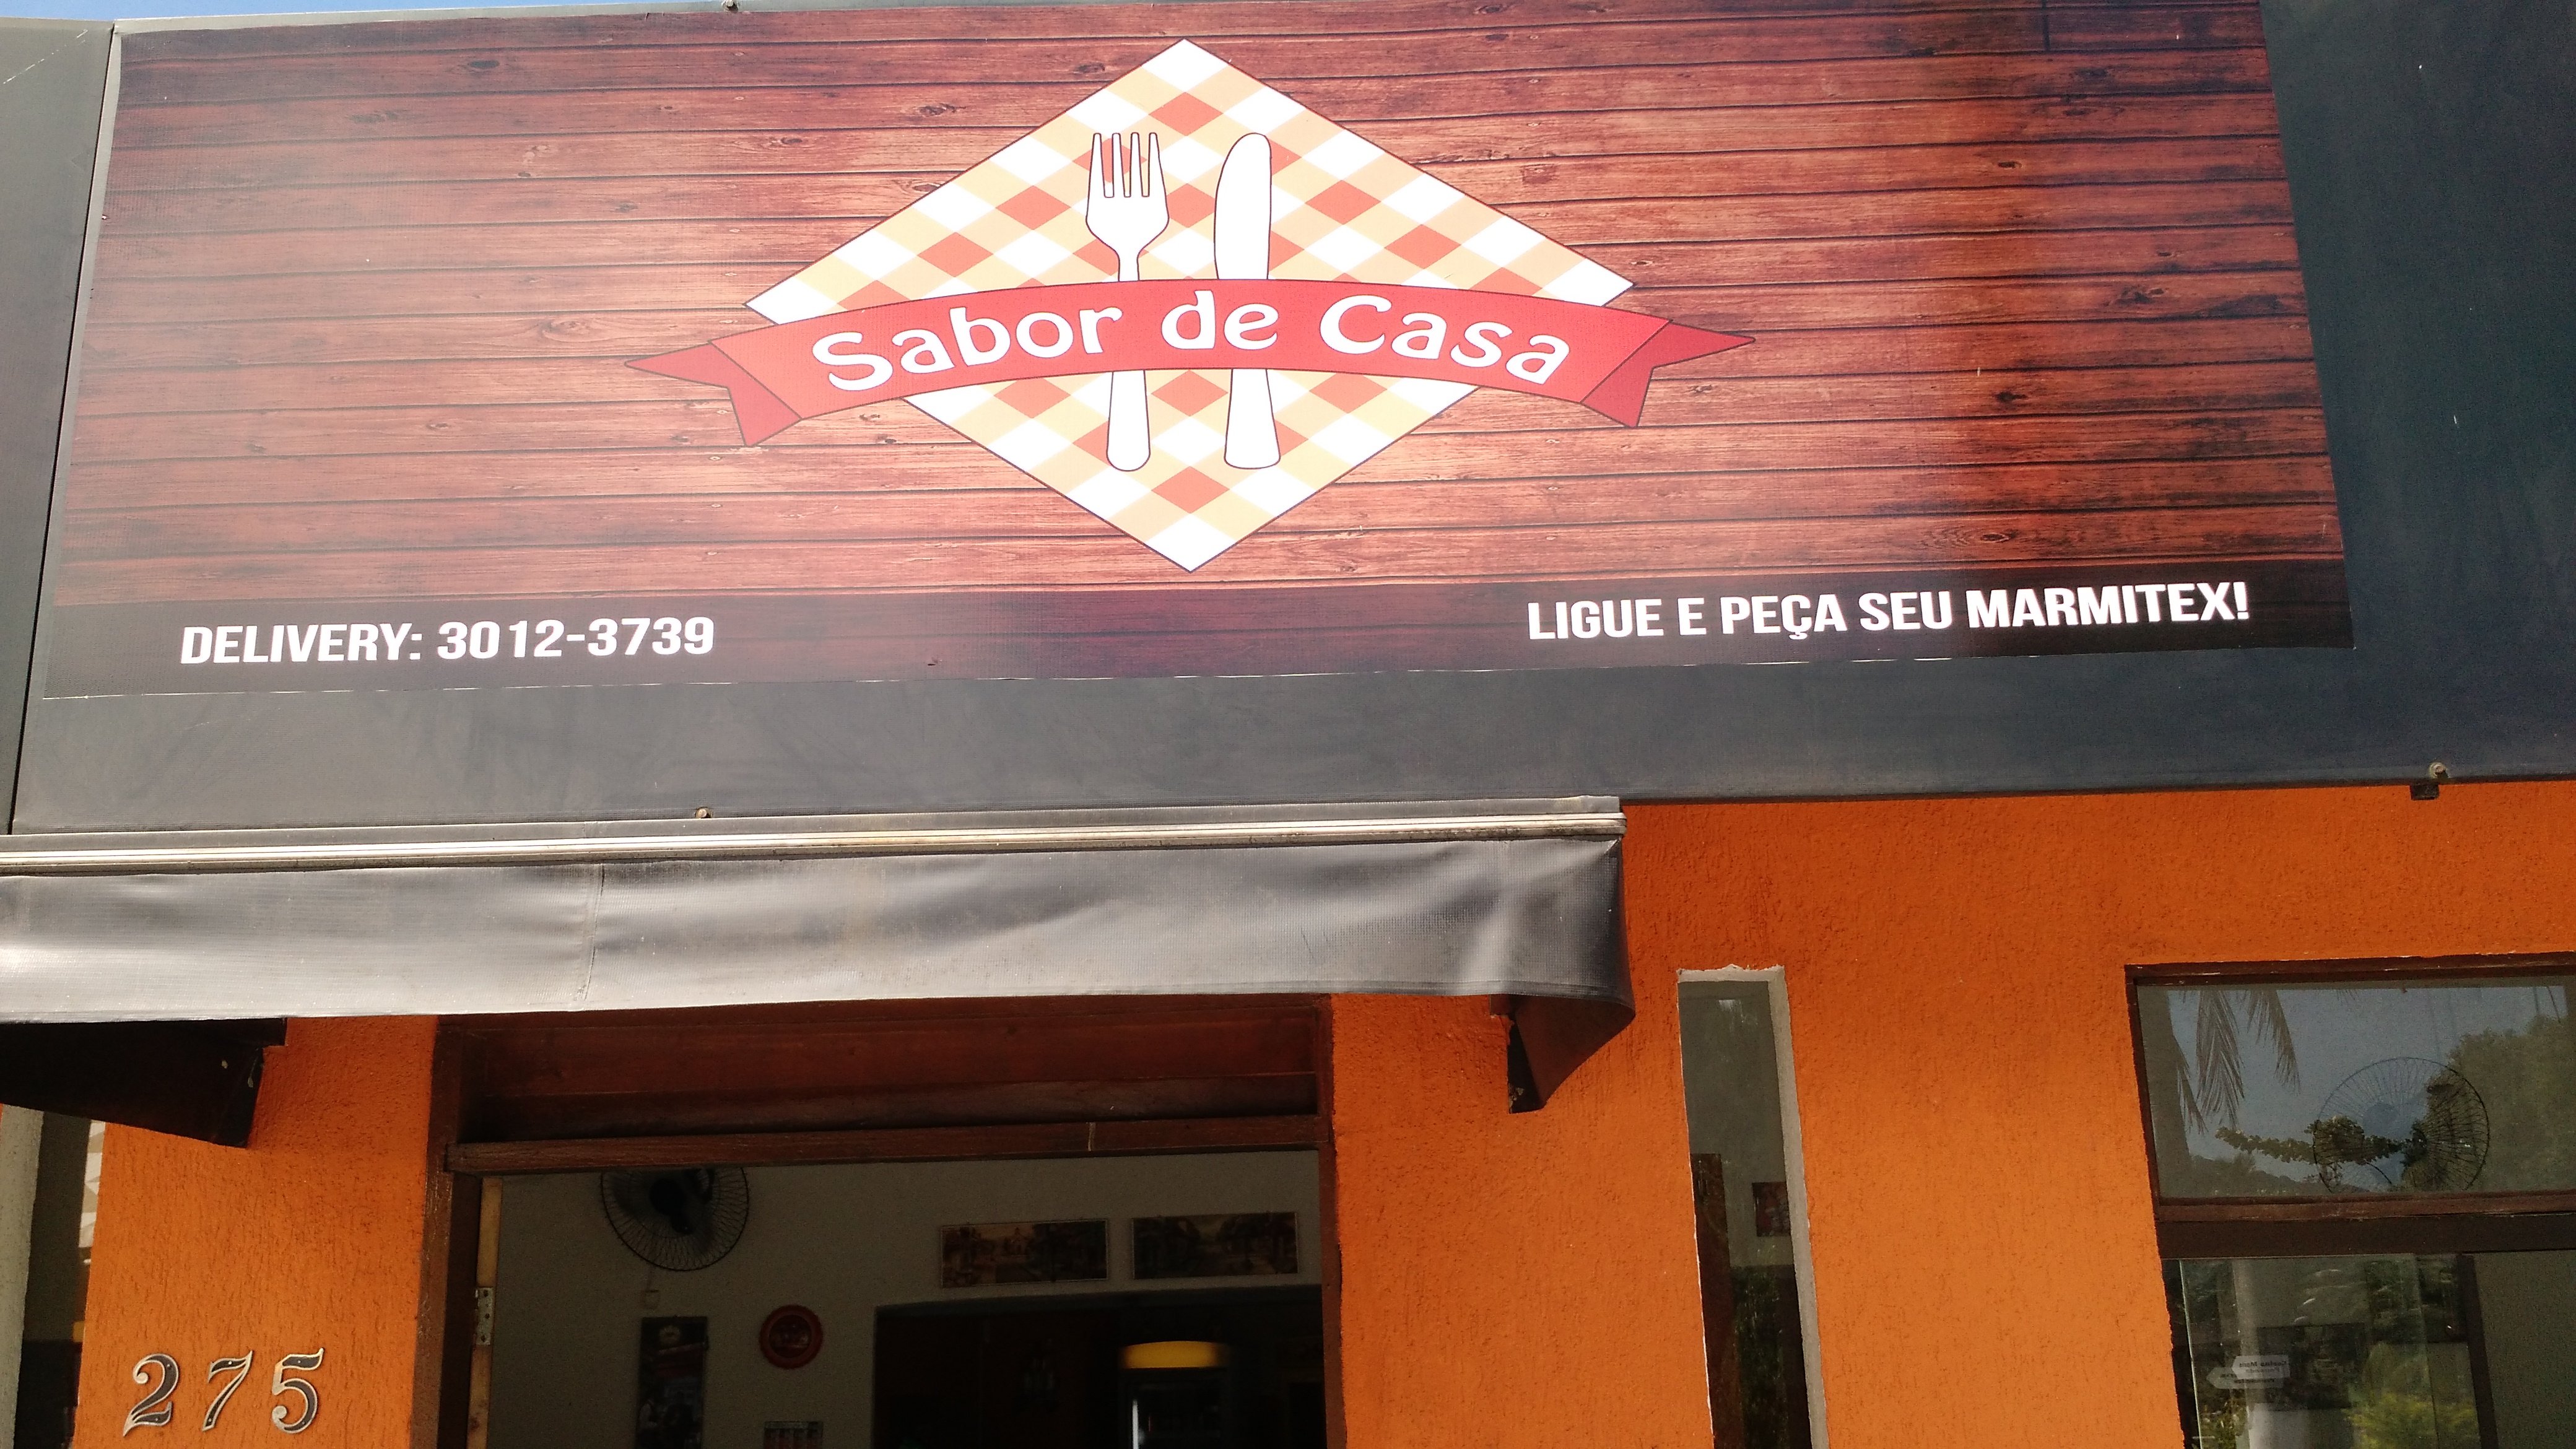 Sabor de Casa
DELIVERY: 3012-3739
LIGUE E PEÇA SEU MARMITEX!
275